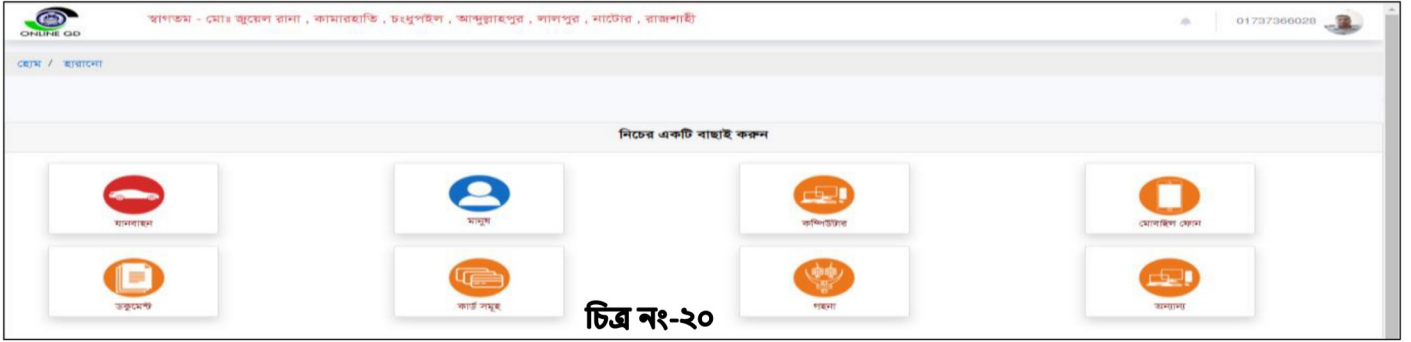 ONLINE GD
স্বাগতম - মোঃ জুয়েল রানা , কামারহাতি , চংধুপইল , আব্দুল্লাহপুর , লালপুর , নাটোর , রাজশাহী
01737366028
হোম / হারানো
নিচের একটি বাছাই করুন
যানবাহন মানুষ কম্পিউটার মোবাইল ফোন
ডকুমেন্ট কার্ড সমূহ গহনা অন্যান্য
চিত্র নং-২০